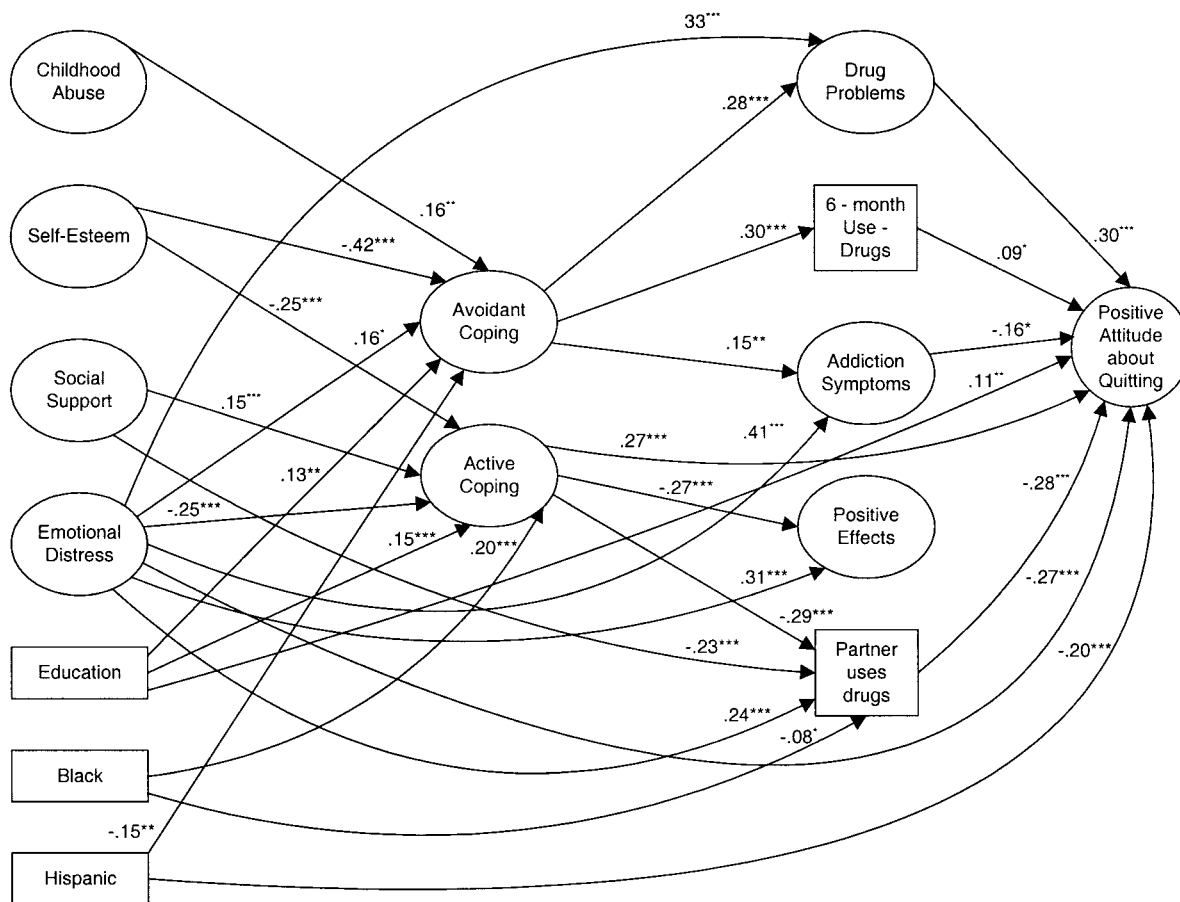 33***
Childhood
Abuse
Drug
Problems
.28***
Self-Esteem
.16**
-.42***
6 - month
Use -
Drugs
.30***
.30***
.09*
-.25***
Avoidant
Coping
Positive
Attitude
about
Quitting
.16*
Social
Support
.15**
Addiction
Symptoms
-.16*
.11**
.15***
.41***
.27***
Active
Coping
.13**
-.27***
-.28***
Emotional
Distress
-.25***
Positive
Effects
.15***
.20***
.31***
-.27***
-.29***
Education
-.23***
Partner
uses
drugs
-.20***
.24***
-.08*
Black
-.15**
Hispanic